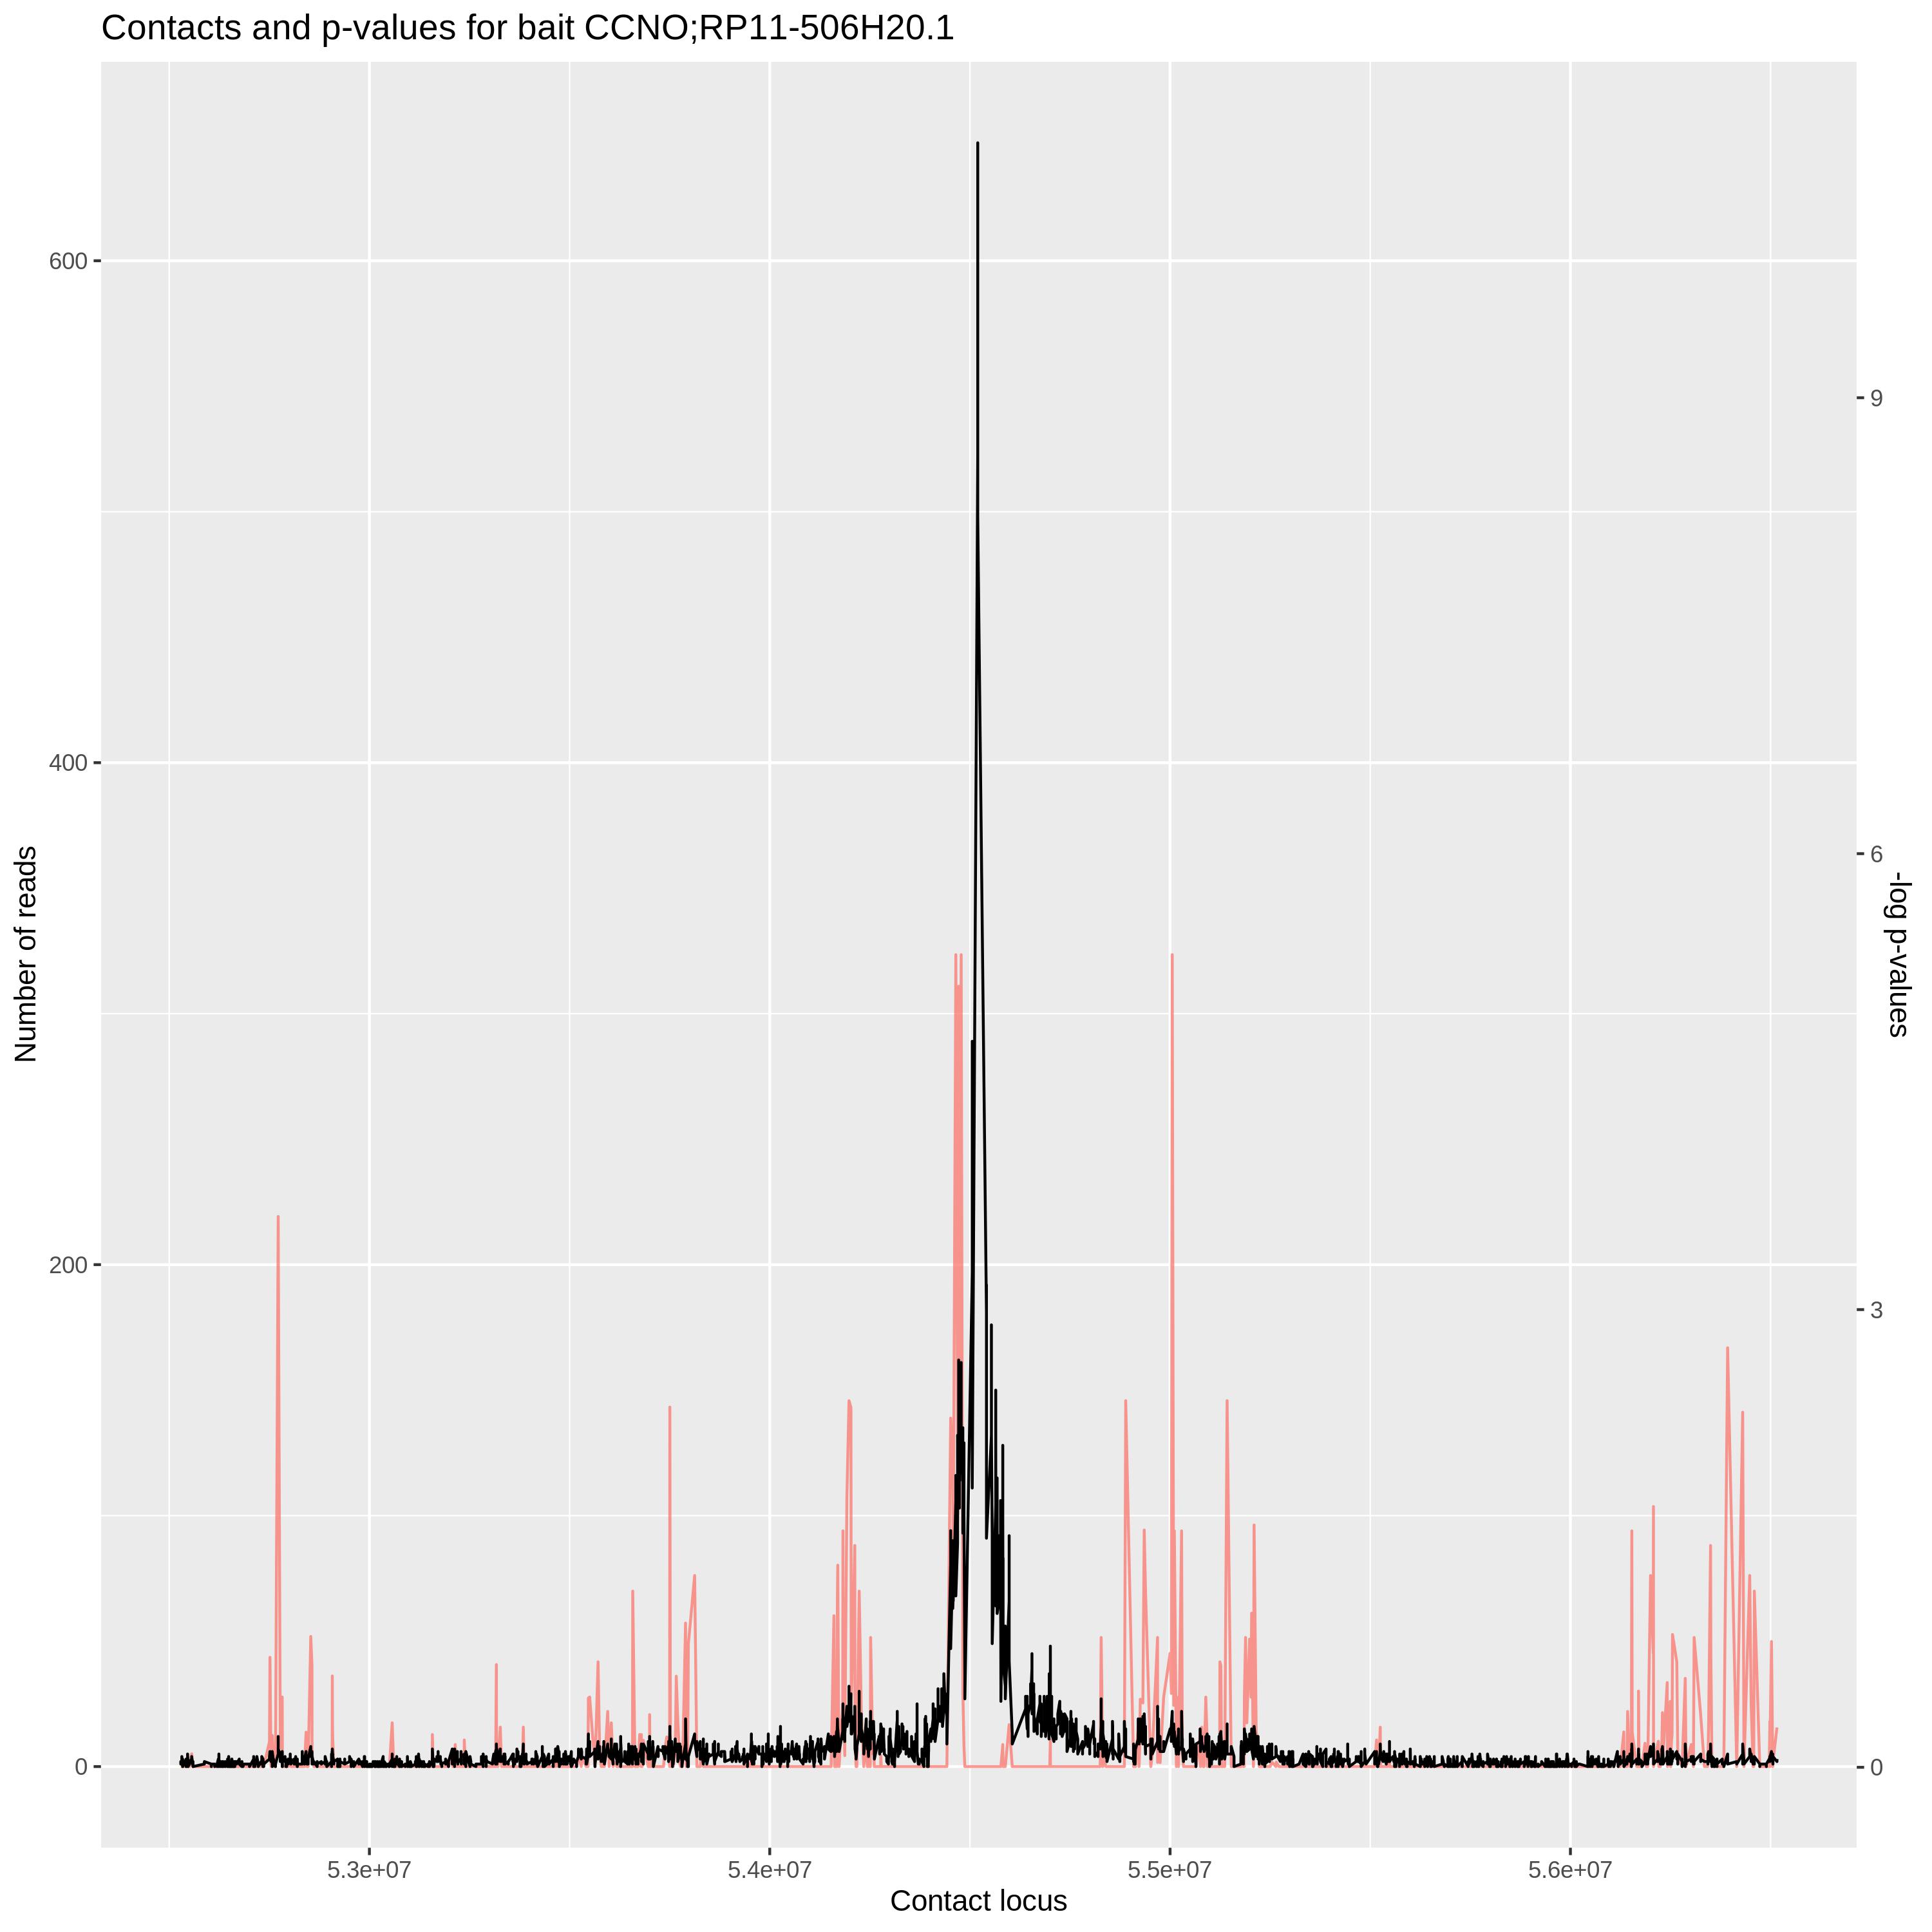 Contacts and p-values for bait CCNO;RP11-506H20.1
600
400
200
0
Number of reads
9
6
3
0
-log p-values
5.3e+07
5.4e+07
5.5e+07
5.6e+07
Contact locus